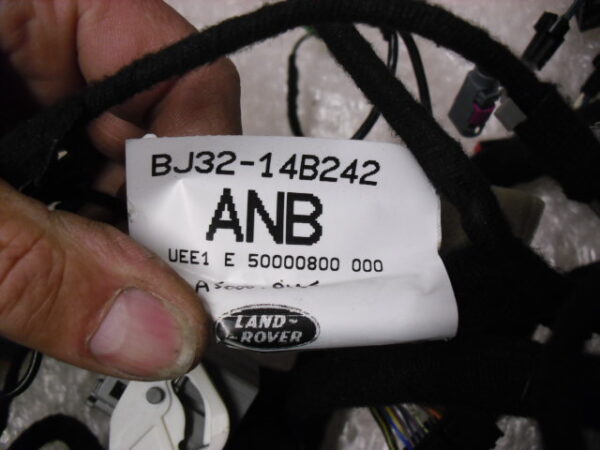 BJ32-14B242
ANB
UEE1 E 50000800 000
LAND-
-ROVER